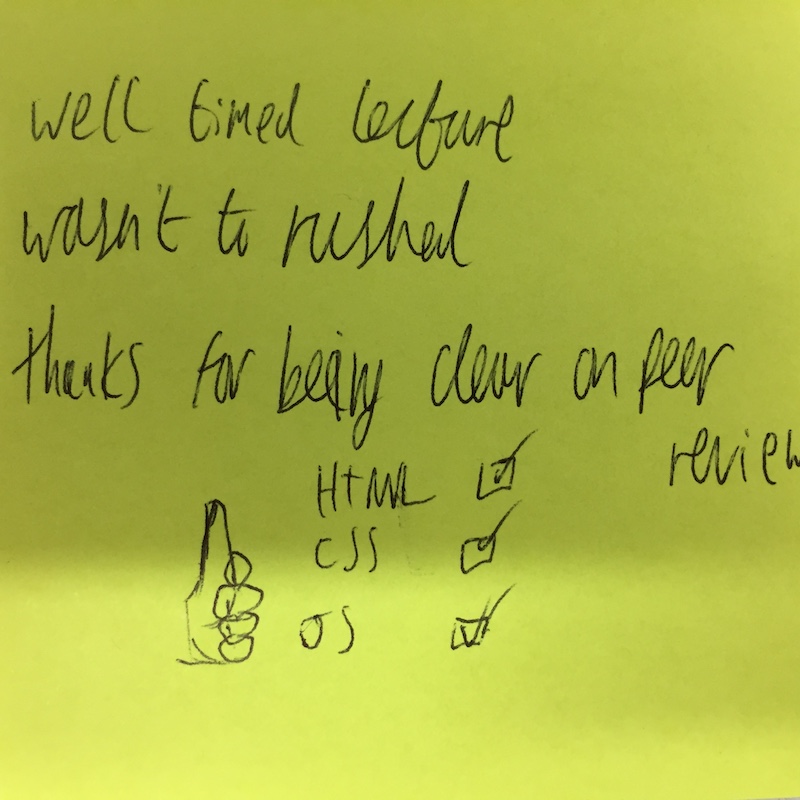 well timed lecture
wasn't to rushed
thanks for being clear on peer
review
HTML ☑
CSS ☑
JS ☑